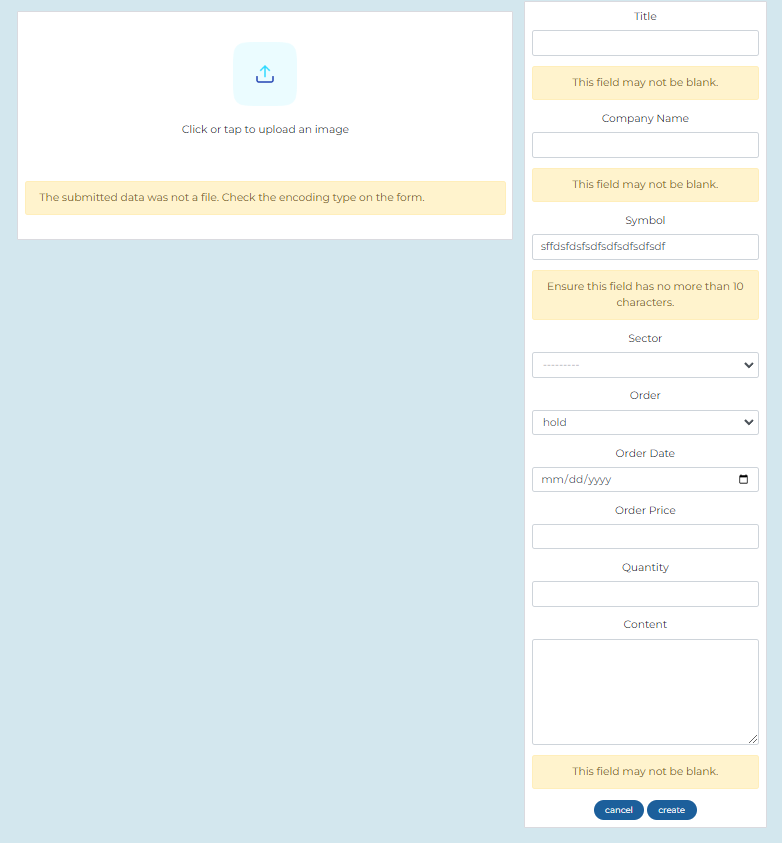 Click or tap to upload an image
The submitted data was not a file. Check the encoding type on the form.
Title
This field may not be blank.
Company Name
This field may not be blank.
Symbol
sffdsfdsfsdfsdfsdfsdfsdf
Ensure this field has no more than 10
characters.
Sector
---------
Order
hold
Order Date
mm/dd/yyyy
Order Price
Quantity
Content
This field may not be blank.
cancel create